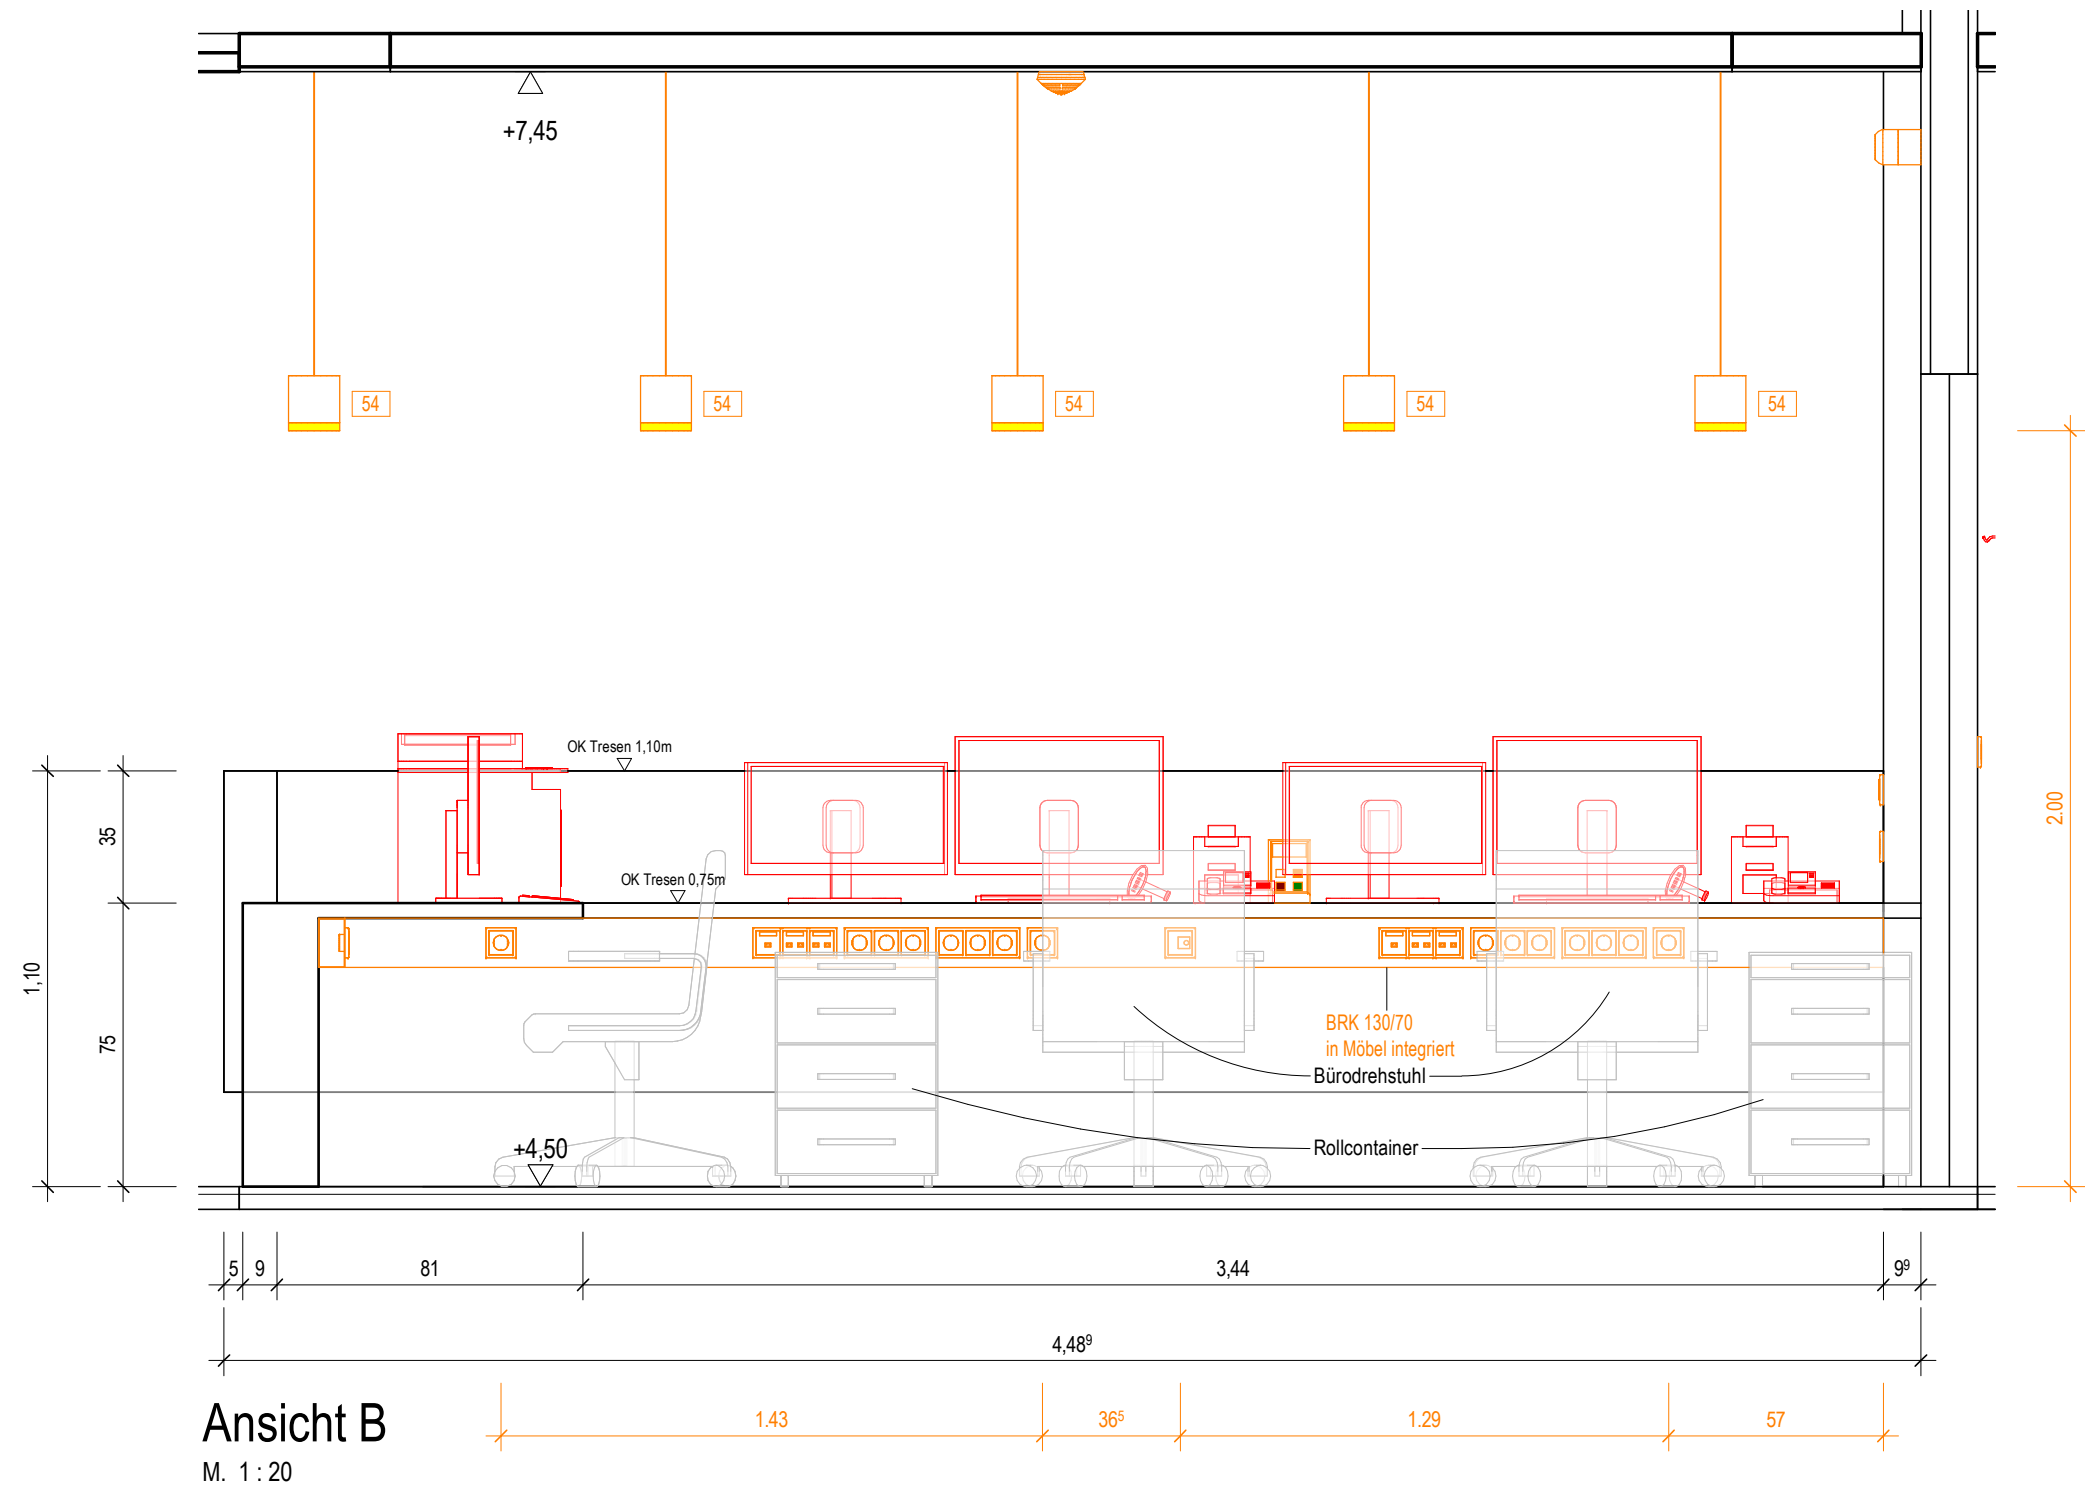 +7,45
54
54
54
54
54
OK Tresen 1,10m
2.00
35
OK Tresen 0,75m
1,10
75
BRK 130/70
in Möbel integriert
Bürodrehstuhl
+4,50
Rollcontainer
5
9
81
3,44
9⁹
4,48⁹
Ansicht B
1.43
36⁵
1.29
57
M. 1 : 20